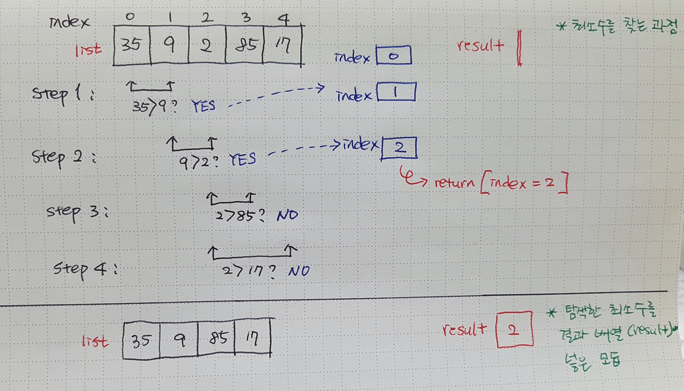 index 0 1 2 3 4
list 35 9 2 85 17
result
* 최소수를 찾는 과정
index 0
Step 1: 35>9? YES index 1
Step 2: 9>2? YES index 2
return [index = 2]
Step 3: 2>85? NO
Step 4: 2>17? NO
list 35 9 85 17
result 2
* 탐색한 최소수를
결과 배열(result)에
넣은 모습